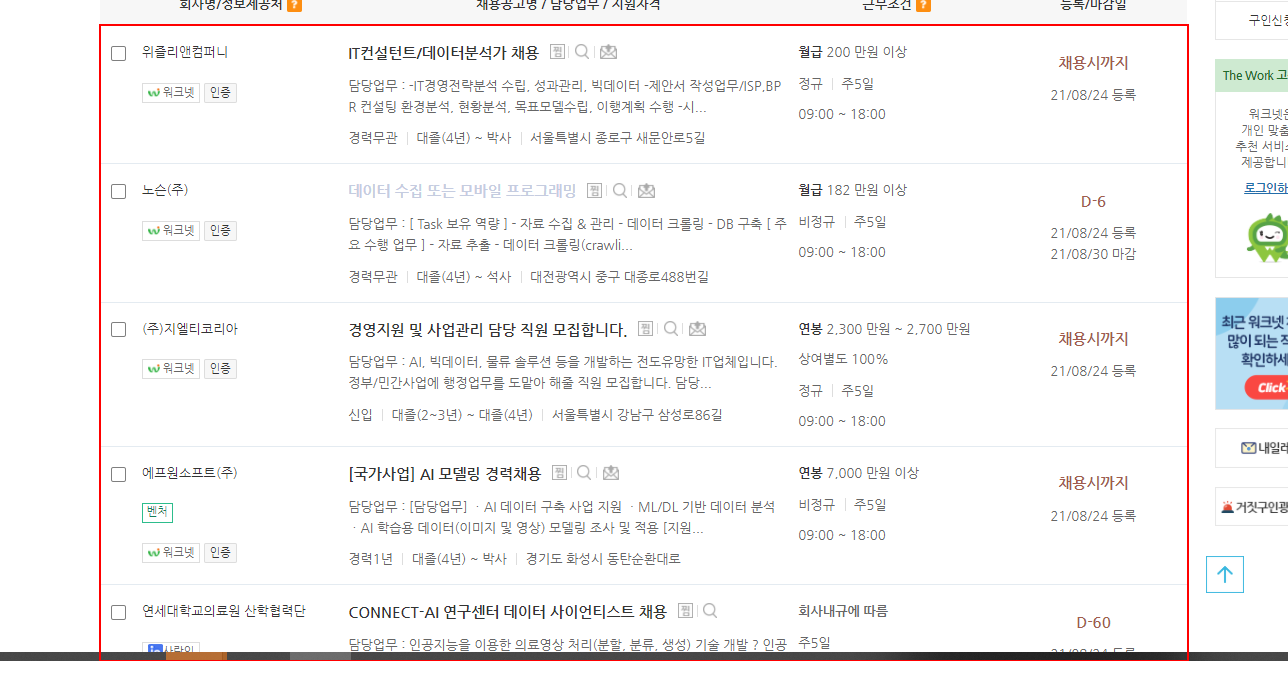 회사명/정보제공처 ?
채용공고명 / 담당업무 / 지원자격
근무조건 ?
등록/마감일
위즐리앤컴퍼니
워크넷 인증
IT컨설턴트/데이터분석가 채용 찜
담당업무 : -IT경영전략분석 수립, 성과관리, 빅데이터 -제안서 작성업무/ISP,BP
R 컨설팅 환경분석, 현황분석, 목표모델수립, 이행계획 수행 -시...
경력무관 | 대졸(4년) ~ 박사 | 서울특별시 종로구 새문안로5길
월급 200 만원 이상
정규 | 주5일
09:00 ~ 18:00
채용시까지
21/08/24 등록
노슨(주)
워크넷 인증
데이터 수집 또는 모바일 프로그래밍 찜
담당업무 : [ Task 보유 역량 ] - 자료 수집 & 관리 - 데이터 크롤링 - DB 구축 [ 주
요 수행 업무 ] - 자료 추출 - 데이터 크롤링(crawli...
경력무관 | 대졸(4년) ~ 석사 | 대전광역시 중구 대종로488번길
월급 182 만원 이상
비정규 | 주5일
09:00 ~ 18:00
D-6
21/08/24 등록
21/08/30 마감
(주)지엘티코리아
워크넷 인증
경영지원 및 사업관리 담당 직원 모집합니다. 찜
담당업무 : AI, 빅데이터, 물류 솔루션 등을 개발하는 전도유망한 IT업체입니다.
정부/민간사업에 행정업무를 도맡아 해줄 직원 모집합니다. 담당...
신입 | 대졸(2~3년) ~ 대졸(4년) | 서울특별시 강남구 삼성로86길
연봉 2,300 만원 ~ 2,700 만원
상여별도 100%
정규 | 주5일
09:00 ~ 18:00
채용시까지
21/08/24 등록
에프원소프트(주)
벤처
워크넷 인증
[국가사업] AI 모델링 경력채용 찜
담당업무 : [담당업무] ㆍAI 데이터 구축 사업 지원 ㆍML/DL 기반 데이터 분석
ㆍAI 학습용 데이터(이미지 및 영상) 모델링 조사 및 적용 [지원...
경력1년 | 대졸(4년) ~ 박사 | 경기도 화성시 동탄순환대로
연봉 7,000 만원 이상
비정규 | 주5일
09:00 ~ 18:00
채용시까지
21/08/24 등록
연세대학교의료원 산학협력단
사람인
CONNECT-AI 연구센터 데이터 사이언티스트 채용 찜
담당업무 : 인공지능을 이용한 의료영상 처리(분할, 분류, 생성) 기술 개발 ? 인공
회사내규에 따름
주5일
D-60
21/08/24 등록
구인신청
The Work 고
워크넷은
개인 맞춤
추천 서비스
제공합니
로그인하
최근 워크넷
많이 되는
확인하세
Click
내일레
거짓구인광